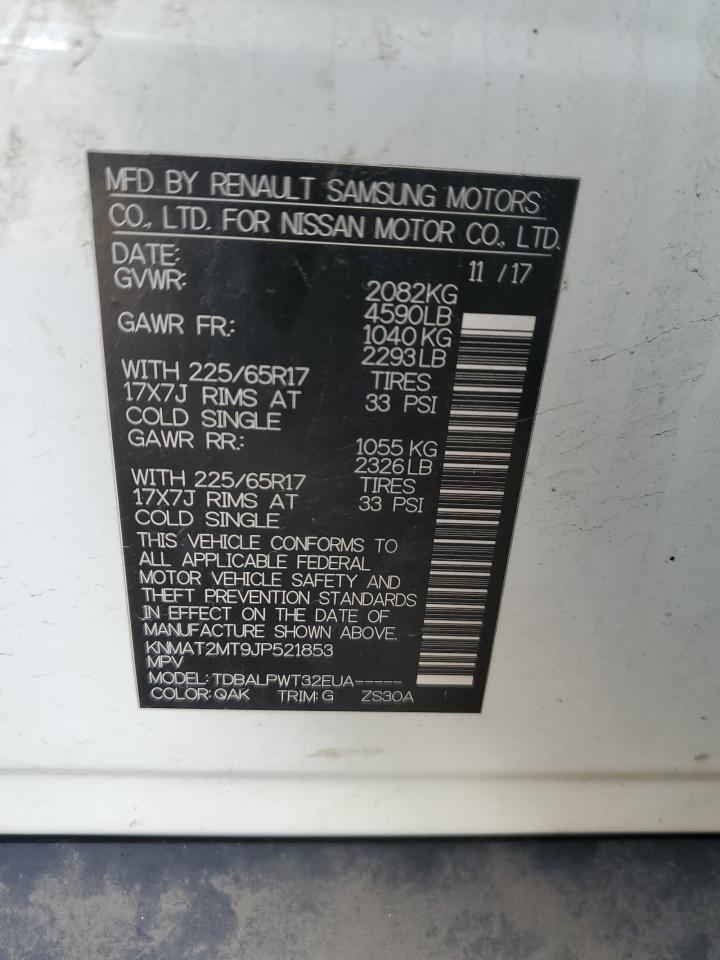 MFD BY RENAULT SAMSUNG MOTORS
CO., LTD. FOR NISSAN MOTOR CO., LTD.
DATE: 11 / 17
GVWR: 2082KG
4590LB
GAWR FR.: 1040 KG
2293 LB
WITH 225/65R17 TIRES
17X7J RIMS AT 33 PSI
COLD SINGLE
GAWR RR.: 1055 KG
2326 LB
WITH 225/65R17 TIRES
17X7J RIMS AT 33 PSI
COLD SINGLE
THIS VEHICLE CONFORMS TO
ALL APPLICABLE FEDERAL
MOTOR VEHICLE SAFETY AND
THEFT PREVENTION STANDARDS
IN EFFECT ON THE DATE OF
MANUFACTURE SHOWN ABOVE.
KNMAT2MT9JP521853
MPV
MODEL: TDBALPWT32EUA-----
COLOR: QAK TRIM: G ZS30A